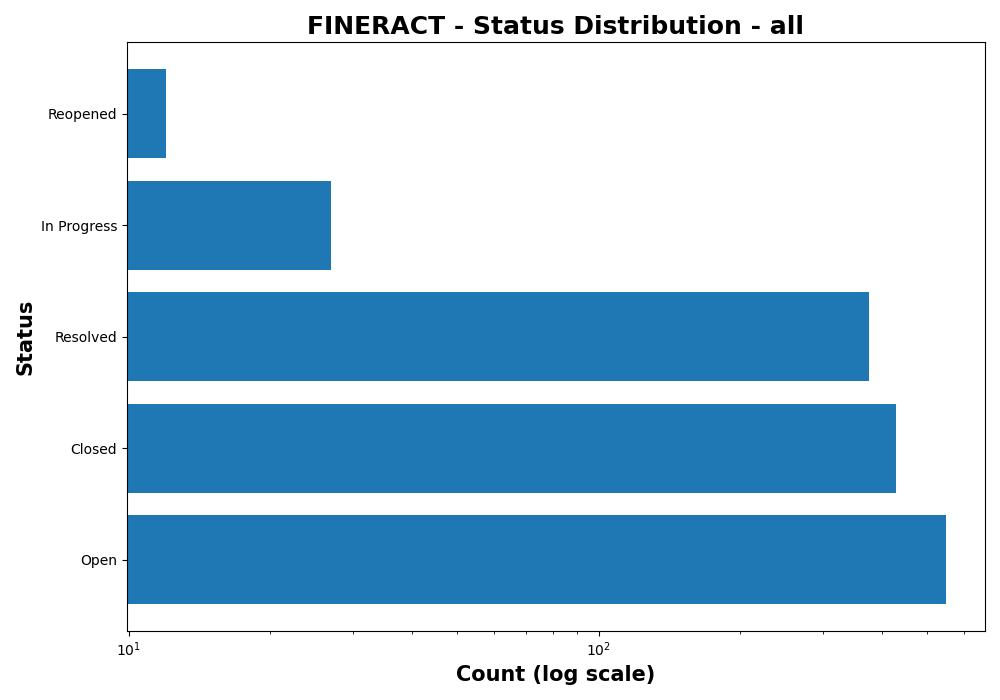 FINERACT - Status Distribution - all
Reopened
In Progress
Resolved
Closed
Open
Status
10¹
10²
Count (log scale)